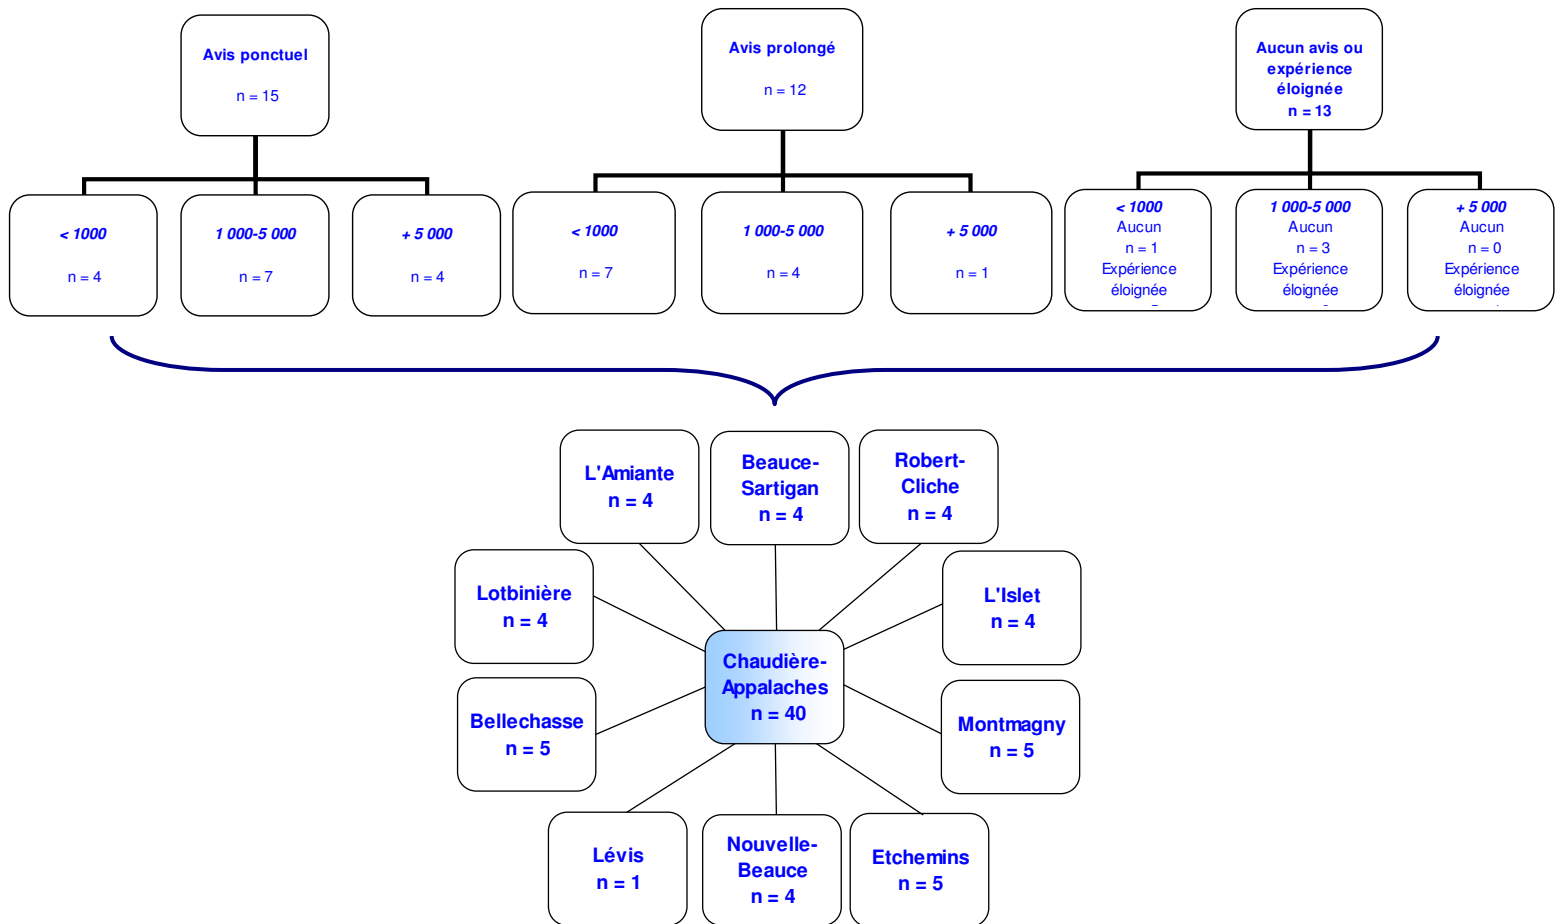 Avis ponctuel
n = 15
Avis prolongé
n = 12
Aucun avis ou
expérience
éloignée
n = 13
< 1000
n = 4
1 000-5 000
n = 7
+ 5 000
n = 4
< 1000
n = 7
1 000-5 000
n = 4
+ 5 000
n = 1
< 1000
Aucun
n = 1
Expérience
éloignée
1 000-5 000
Aucun
n = 3
Expérience
éloignée
+ 5 000
Aucun
n = 0
Expérience
éloignée
L'Amiante
n = 4
Beauce-
Sartigan
n = 4
Robert-
Cliche
n = 4
Lotbinière
n = 4
L'Islet
n = 4
Chaudière-
Appalaches
n = 40
Bellechasse
n = 5
Montmagny
n = 5
Lévis
n = 1
Nouvelle-
Beauce
n = 4
Etchemins
n = 5